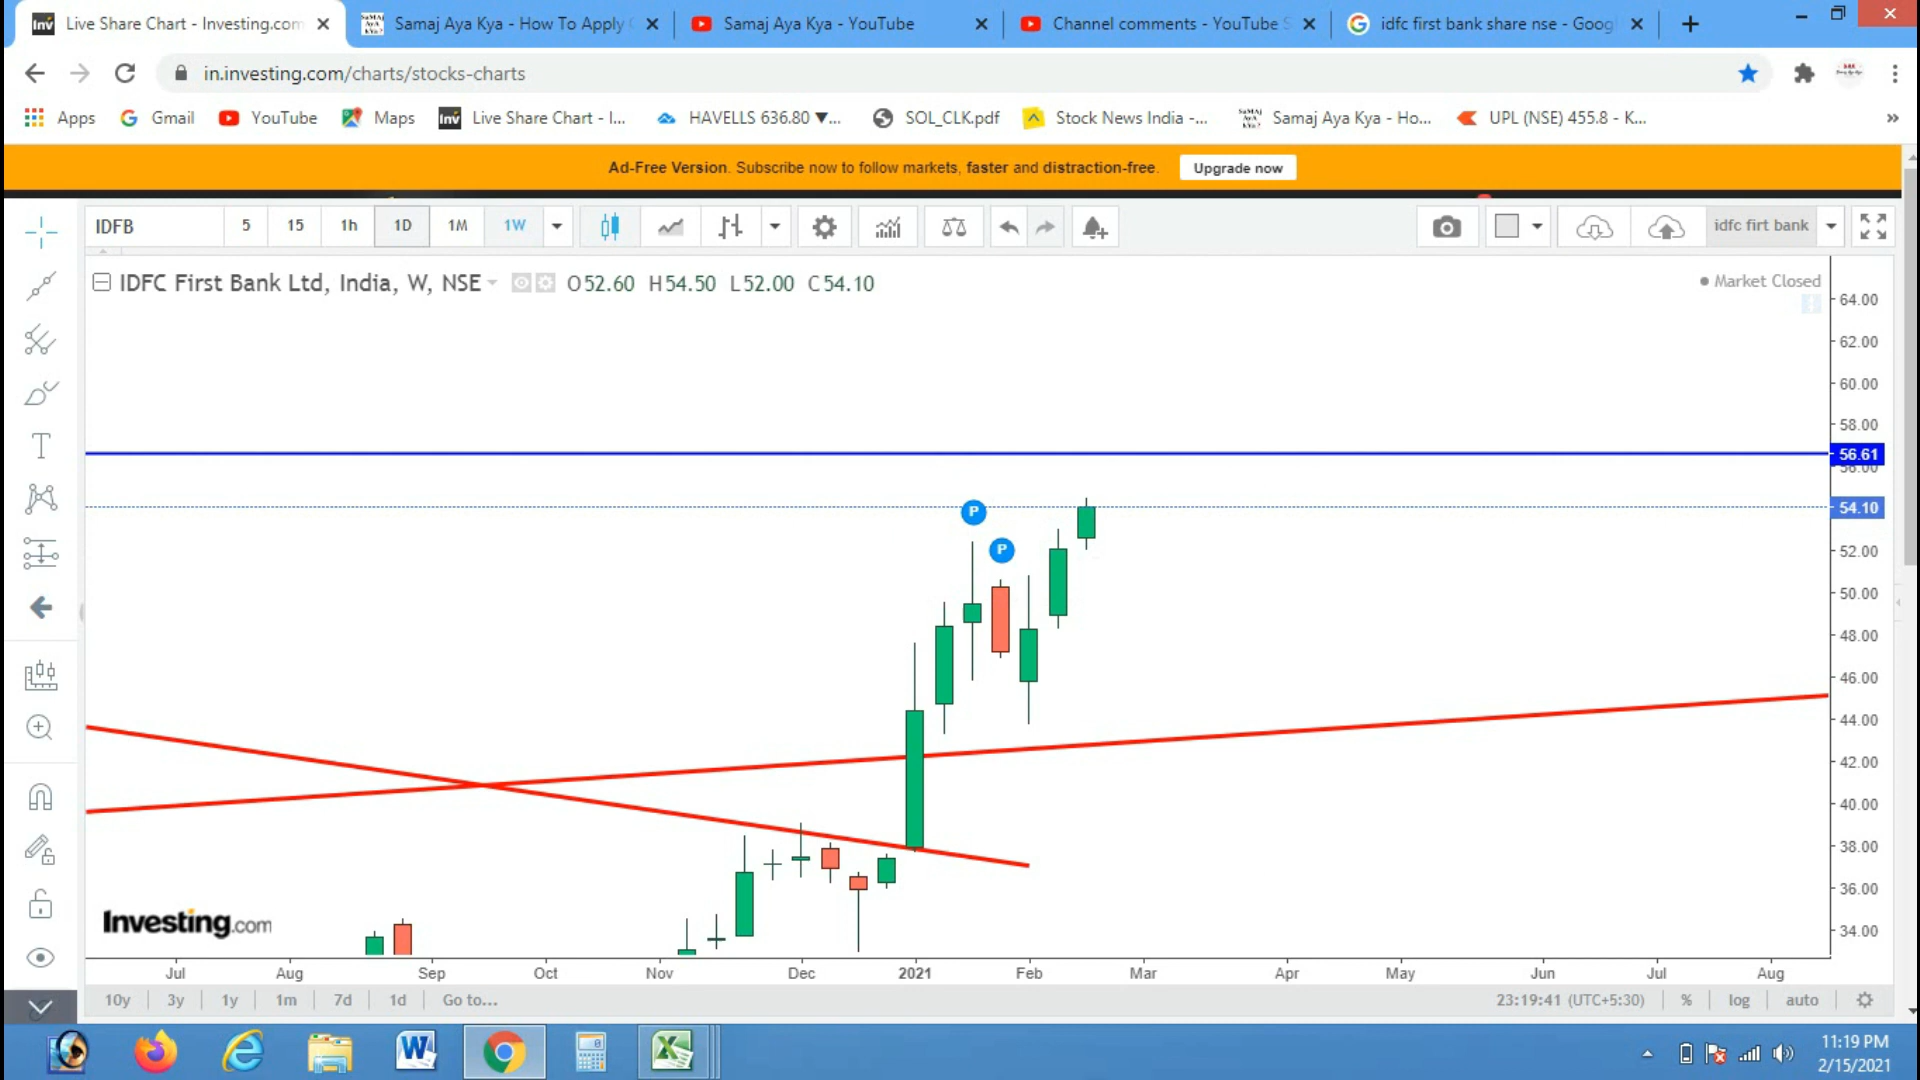 Live Share Chart - Investing.com
Samaj Aya Kya - How To Apply
Samaj Aya Kya - YouTube
Channel comments - YouTube S
idfc first bank share nse - Goog
in.investing.com/charts/stocks-charts
Apps
Gmail
YouTube
Maps
Live Share Chart - I...
HAVELLS 636.80 ▼...
SOL_CLK.pdf
Stock News India -...
Samaj Aya Kya - Ho...
UPL (NSE) 455.8 - K...
Ad-Free Version. Subscribe now to follow markets, faster and distraction-free.
Upgrade now
IDFB
5
15
1h
1D
1M
1W
idfc firt bank
IDFC First Bank Ltd, India, W, NSE
O52.60 H54.50 L52.00 C54.10
Market Closed
64.00
62.00
60.00
58.00
56.61
56.00
54.10
52.00
50.00
48.00
46.00
44.00
42.00
40.00
38.00
36.00
34.00
P
P
Investing.com
Jul
Aug
Sep
Oct
Nov
Dec
2021
Feb
Mar
Apr
May
Jun
Jul
Aug
10y
3y
1y
1m
7d
1d
Go to...
23:19:41 (UTC+5:30)
%
log
auto
11:19 PM
2/15/2021